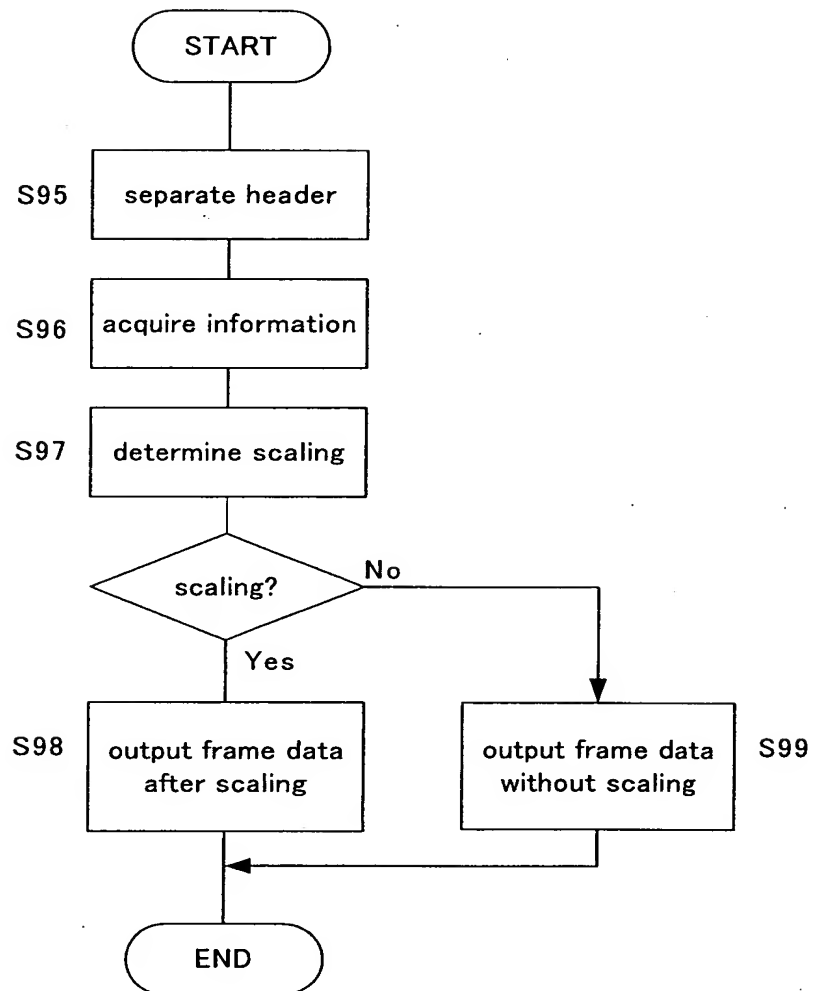 START
S95
separate header
S96
acquire information
S97
determine scaling
scaling?
No
Yes
S98
output frame data
after scaling
output frame data
without scaling
S99
END